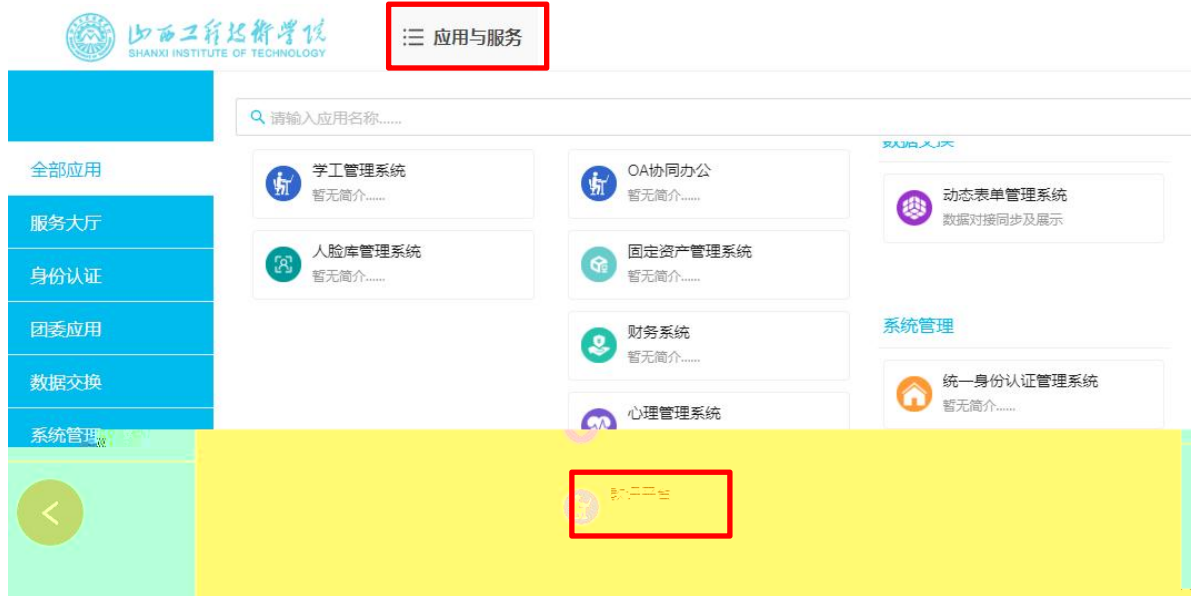 山西工程技术学院
SHANXI INSTITUTE OF TECHNOLOGY
应用与服务
请输入应用名称......
全部应用
服务大厅
身份认证
团委应用
数据交换
系统管理
学工管理系统
暂无简介......
人脸库管理系统
暂无简介......
OA协同办公
暂无简介......
固定资产管理系统
暂无简介......
财务系统
暂无简介......
心理管理系统
数据交换
动态表单管理系统
数据对接同步及展示
系统管理
统一身份认证管理系统
暂无简介......